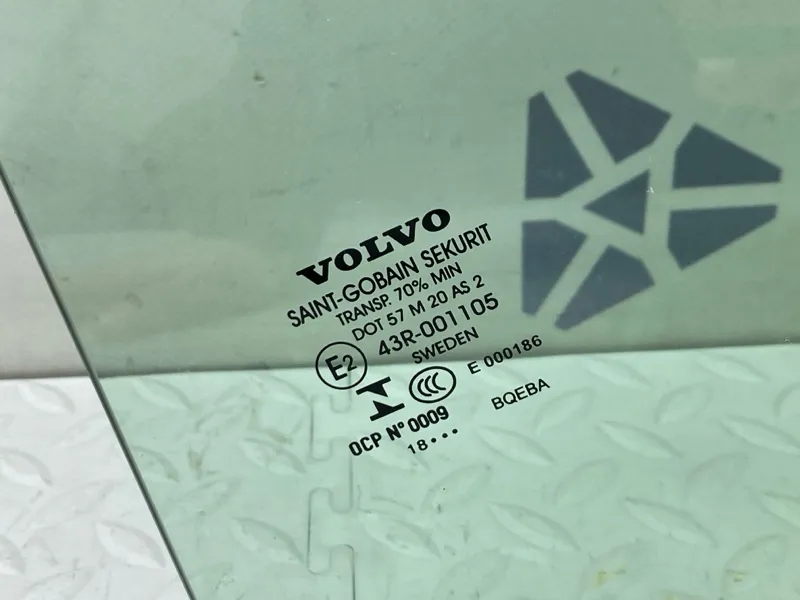 VOLVO
SAINT-GOBAIN SEKURIT
TRANSP. 70% MIN
DOT 57 M 20 AS 2
E2 43R-001105
SWEDEN
CCC E 000186
OCP N° 0009 BQEBA
18•••